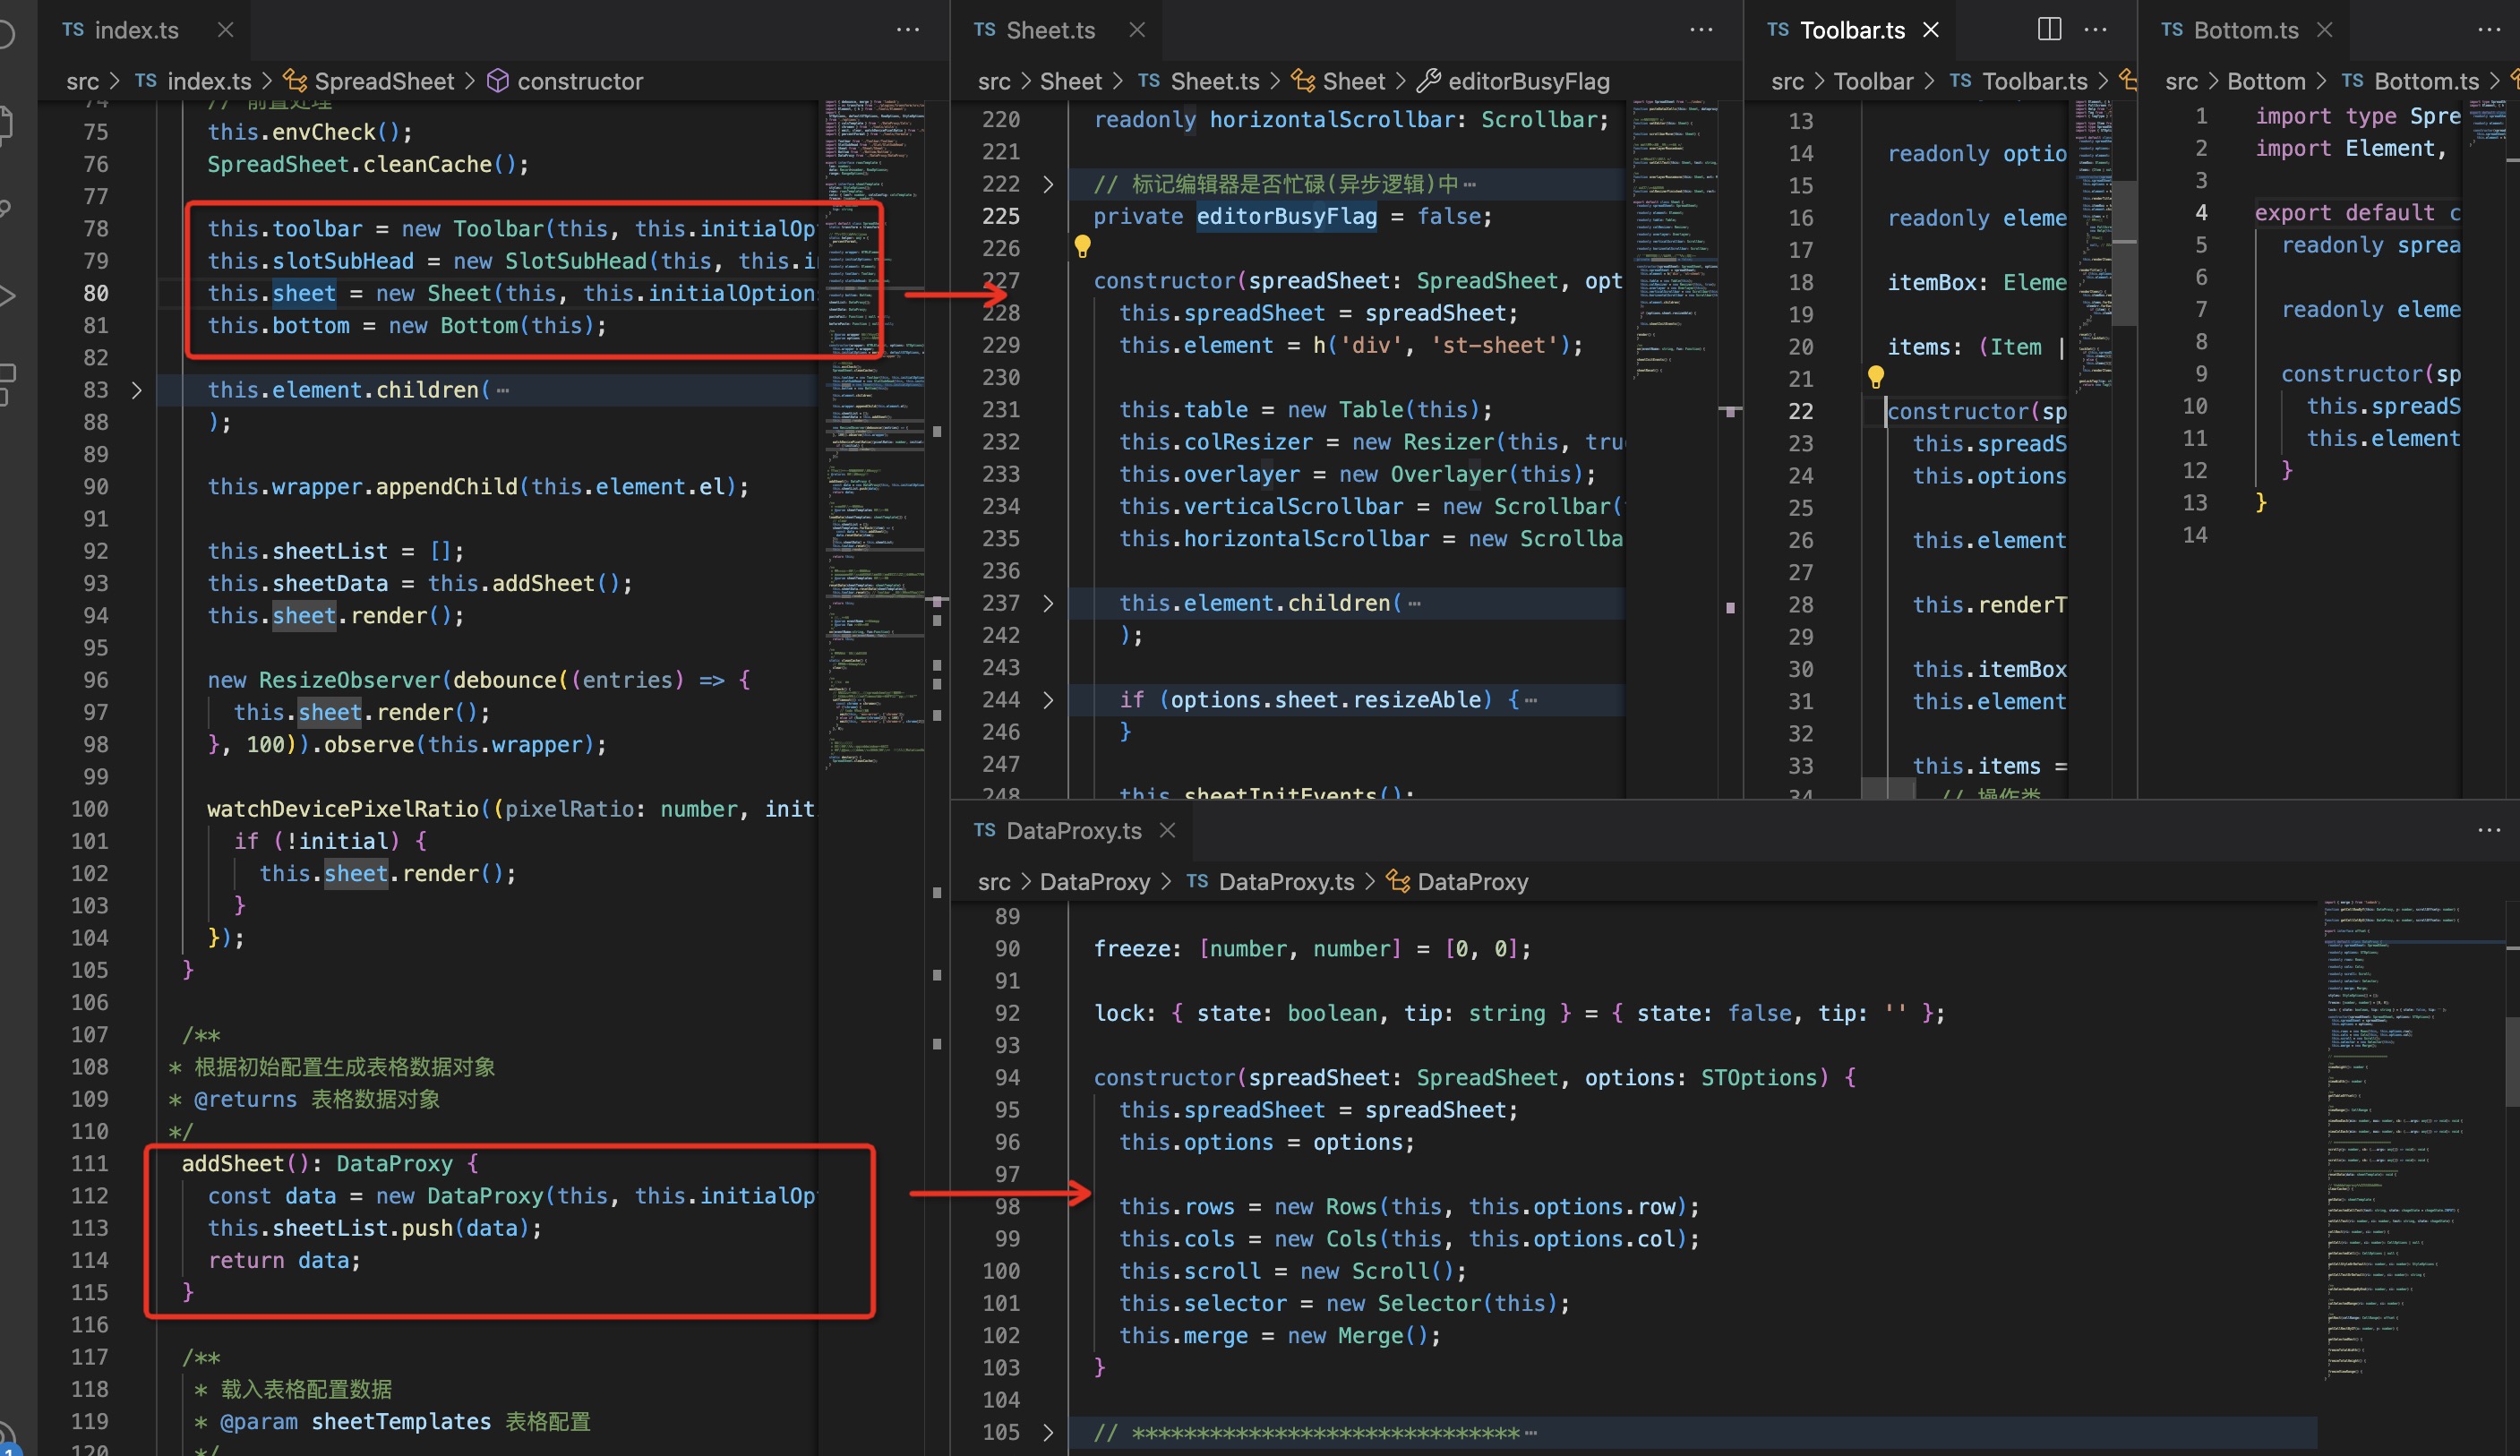 TS index.ts
src > TS index.ts > SpreadSheet > constructor
74 // 前置处理
75 this.envCheck();
76 SpreadSheet.cleanCache();
77
78 this.toolbar = new Toolbar(this, this.initialOp
79 this.slotSubHead = new SlotSubHead(this, this.in
80 this.sheet = new Sheet(this, this.initialOption
81 this.bottom = new Bottom(this);
82
83 this.element.children(…
88 );
89
90 this.wrapper.appendChild(this.element.el);
91
92 this.sheetList = [];
93 this.sheetData = this.addSheet();
94 this.sheet.render();
95
96 new ResizeObserver(debounce((entries) => {
97 this.sheet.render();
98 }, 100)).observe(this.wrapper);
99
100 watchDevicePixelRatio((pixelRatio: number, init
101 if (!initial) {
102 this.sheet.render();
103 }
104 });
105 }
106
107 /**
108 * 根据初始配置生成表格数据对象
109 * @returns 表格数据对象
110 */
111 addSheet(): DataProxy {
112 const data = new DataProxy(this, this.initialOp
113 this.sheetList.push(data);
114 return data;
115 }
116
117 /**
118 * 载入表格配置数据
119 * @param sheetTemplates 表格配置
120 */
TS Sheet.ts
src > Sheet > TS Sheet.ts > Sheet > editorBusyFlag
220 readonly horizontalScrollbar: Scrollbar;
221
222 // 标记编辑器是否忙碌(异步逻辑)中…
225 private editorBusyFlag = false;
226
227 constructor(spreadSheet: SpreadSheet, opt
228 this.spreadSheet = spreadSheet;
229 this.element = h('div', 'st-sheet');
230
231 this.table = new Table(this);
232 this.colResizer = new Resizer(this, tru
233 this.overlayer = new Overlayer(this);
234 this.verticalScrollbar = new Scrollbar(
235 this.horizontalScrollbar = new Scrollba
236
237 this.element.children(…
242 );
243
244 if (options.sheet.resizeAble) {…
246 }
247
248 this.sheetInitEvents();
TS Toolbar.ts
src > Toolbar > TS Toolbar.ts >
13
14 readonly optio
15
16 readonly eleme
17
18 itemBox: Eleme
19
20 items: (Item |
21
22 constructor(sp
23 this.spreadS
24 this.options
25
26 this.element
27
28 this.renderT
29
30 this.itemBox
31 this.element
32
33 this.items =
34 // 操作类
TS Bottom.ts
src > Bottom > TS Bottom.ts >
1 import type Spre
2 import Element,
3
4 export default c
5 readonly sprea
6
7 readonly eleme
8
9 constructor(sp
10 this.spreadS
11 this.element
12 }
13 }
14
TS DataProxy.ts
src > DataProxy > TS DataProxy.ts > DataProxy
89
90 freeze: [number, number] = [0, 0];
91
92 lock: { state: boolean, tip: string } = { state: false, tip: '' };
93
94 constructor(spreadSheet: SpreadSheet, options: STOptions) {
95 this.spreadSheet = spreadSheet;
96 this.options = options;
97
98 this.rows = new Rows(this, this.options.row);
99 this.cols = new Cols(this, this.options.col);
100 this.scroll = new Scroll();
101 this.selector = new Selector(this);
102 this.merge = new Merge();
103 }
104
105 // ******************************…